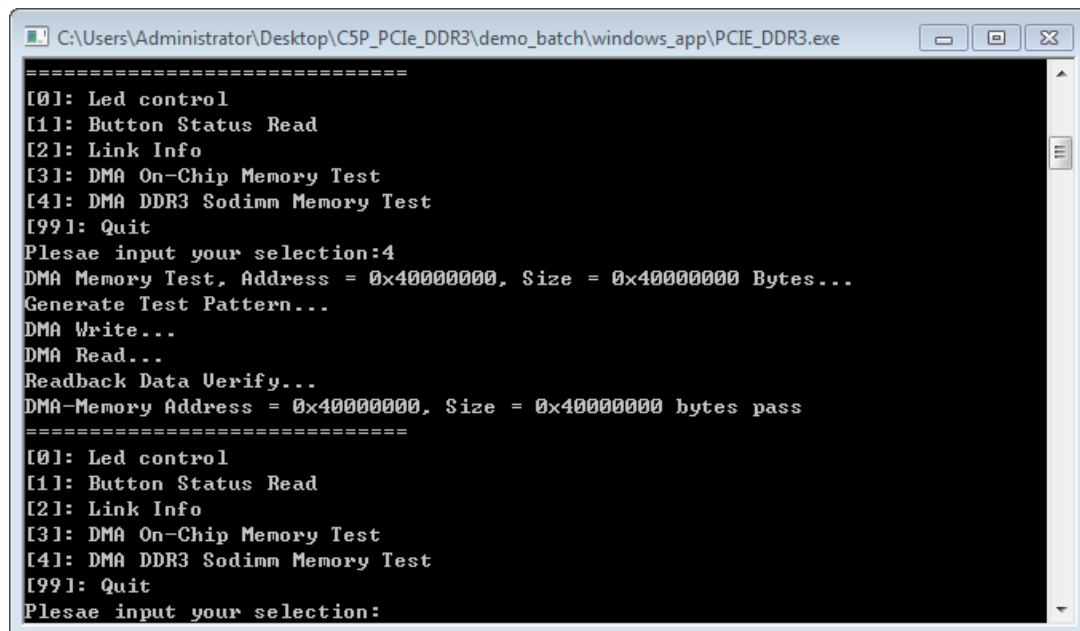 C:\Users\Administrator\Desktop\C5P_PCIe_DDR3\demo_batch\windows_app\PCIE_DDR3.exe
==============================
[0]: Led control
[1]: Button Status Read
[2]: Link Info
[3]: DMA On-Chip Memory Test
[4]: DMA DDR3 Sodimm Memory Test
[99]: Quit
Plesae input your selection:4
DMA Memory Test, Address = 0x40000000, Size = 0x40000000 Bytes...
Generate Test Pattern...
DMA Write...
DMA Read...
Readback Data Verify...
DMA-Memory Address = 0x40000000, Size = 0x40000000 bytes pass
==============================
[0]: Led control
[1]: Button Status Read
[2]: Link Info
[3]: DMA On-Chip Memory Test
[4]: DMA DDR3 Sodimm Memory Test
[99]: Quit
Plesae input your selection: